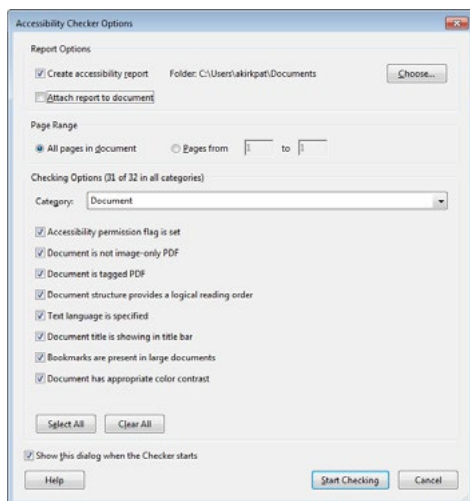 Accessibility Checker Options
Report Options
Create accessibility report Folder: C:\Users\akirkpat\Documents Choose...
Attach report to document
Page Range
All pages in document Pages from 1 to 1
Checking Options (31 of 32 in all categories)
Category: Document
Accessibility permission flag is set
Document is not image-only PDF
Document is tagged PDF
Document structure provides a logical reading order
Text language is specified
Document title is showing in title bar
Bookmarks are present in large documents
Document has appropriate color contrast
Select All Clear All
Show this dialog when the Checker starts
Help Start Checking Cancel